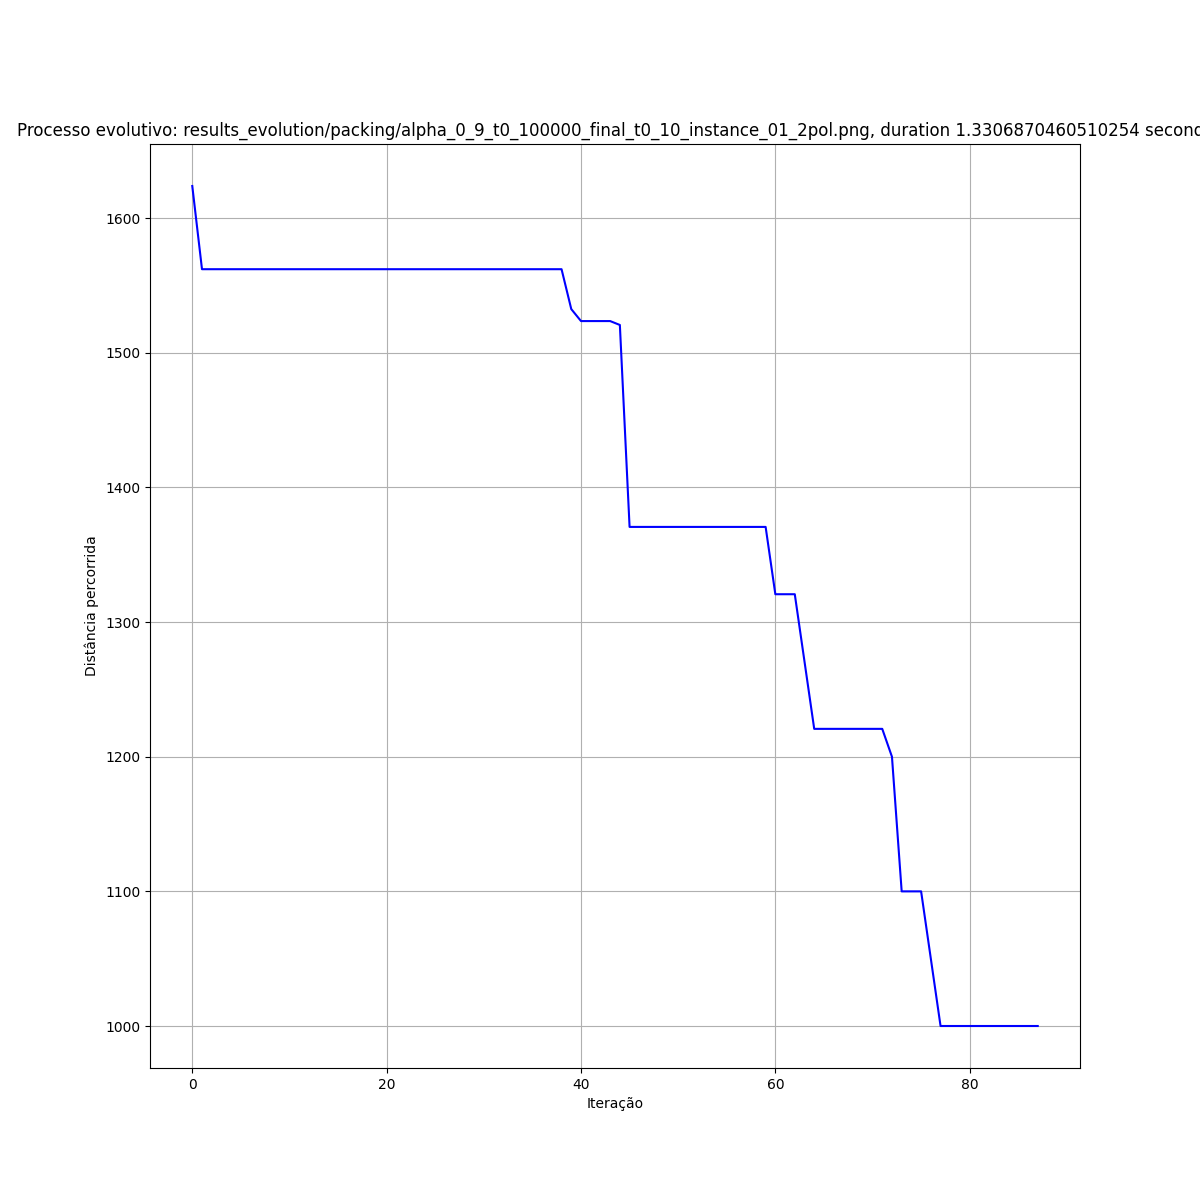 Processo evolutivo: results_evolution/packing/alpha_0_9_t0_100000_final_t0_10_instance_01_2pol.png, duration 1.3306870460510254 secon
1600
1500
1400
1300
1200
1100
1000
Distância percorrida
0 20 40 60 80
Iteração